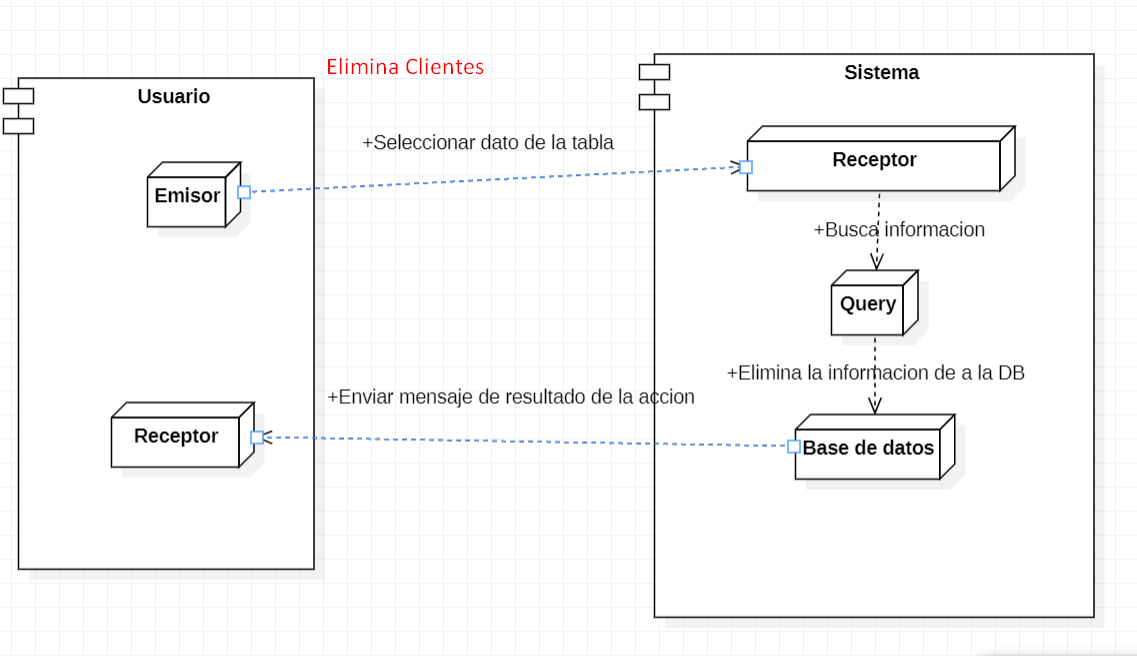 Elimina Clientes
Usuario
Sistema
+Seleccionar dato de la tabla
Emisor
Receptor
+Busca informacion
Query
+Elimina la informacion de a la DB
+Enviar mensaje de resultado de la accion
Receptor
Base de datos